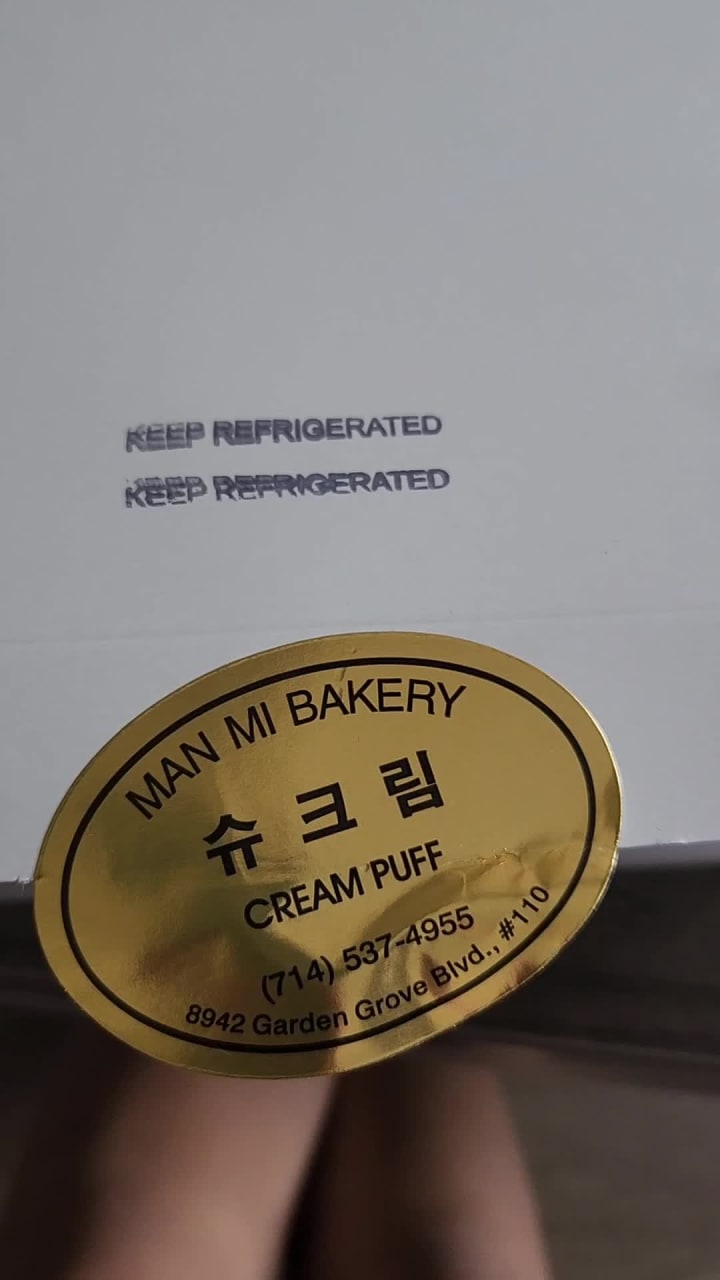 KEEP REFRIGERATED
KEEP REFRIGERATED
MAN MI BAKERY
슈크림
CREAM PUFF
(714) 537-4955
8942 Garden Grove Blvd., #110